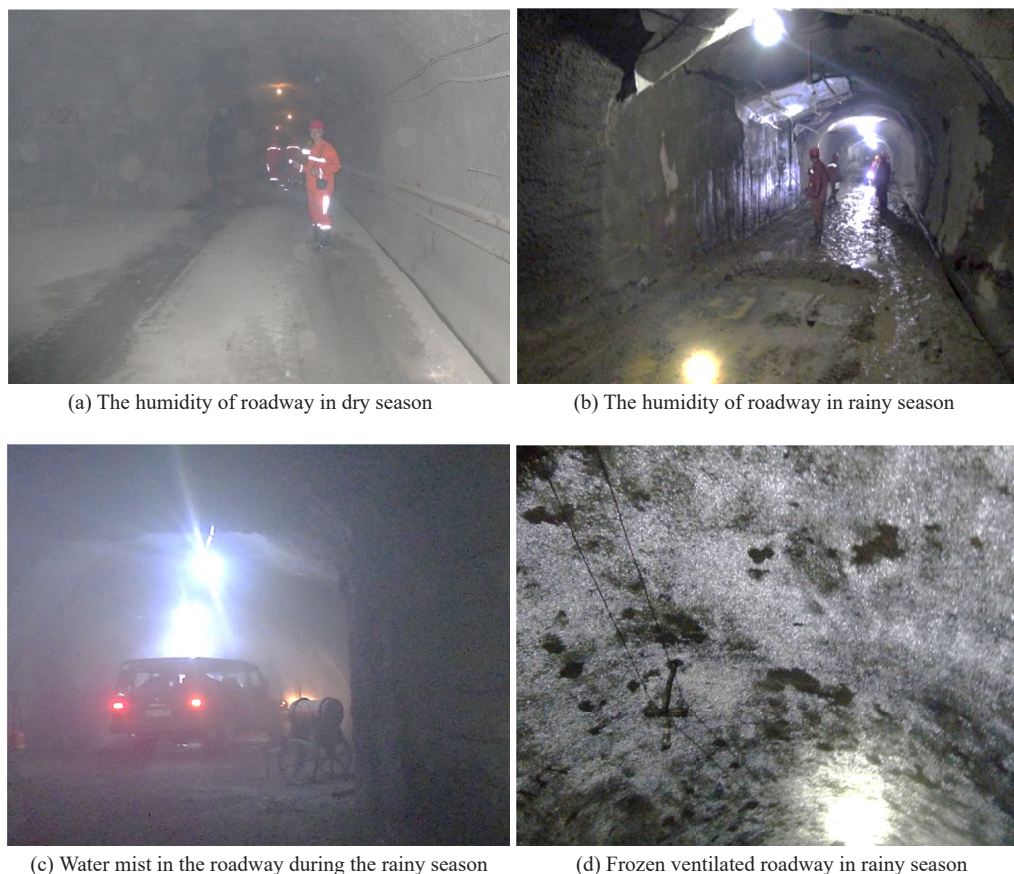 (a) The humidity of roadway in dry season
(b) The humidity of roadway in rainy season
(c) Water mist in the roadway during the rainy season
(d) Frozen ventilated roadway in rainy season